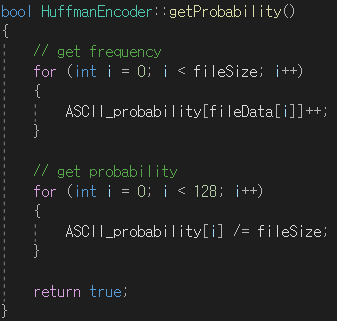 bool HuffmanEncoder::getProbability()
{
    // get frequency
    for (int i = 0; i < fileSize; i++)
    {
        ASCII_probability[fileData[i]]++;
    }

    // get probability
    for (int i = 0; i < 128; i++)
    {
        ASCII_probability[i] /= fileSize;
    }

    return true;
}